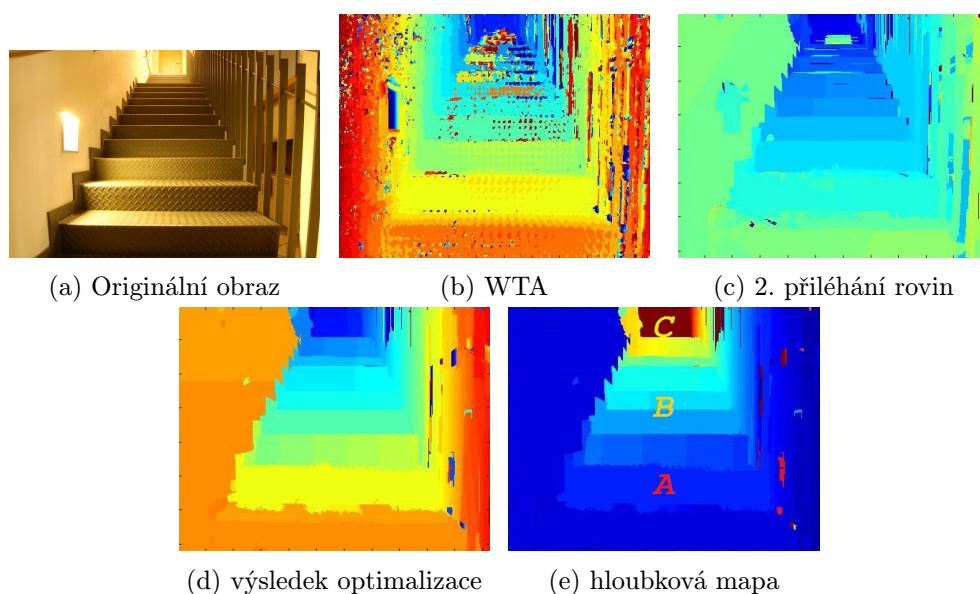 (a) Originální obraz
(b) WTA
(c) 2. přiléhání rovin
C
B
A
(d) výsledek optimalizace
(e) hloubková mapa